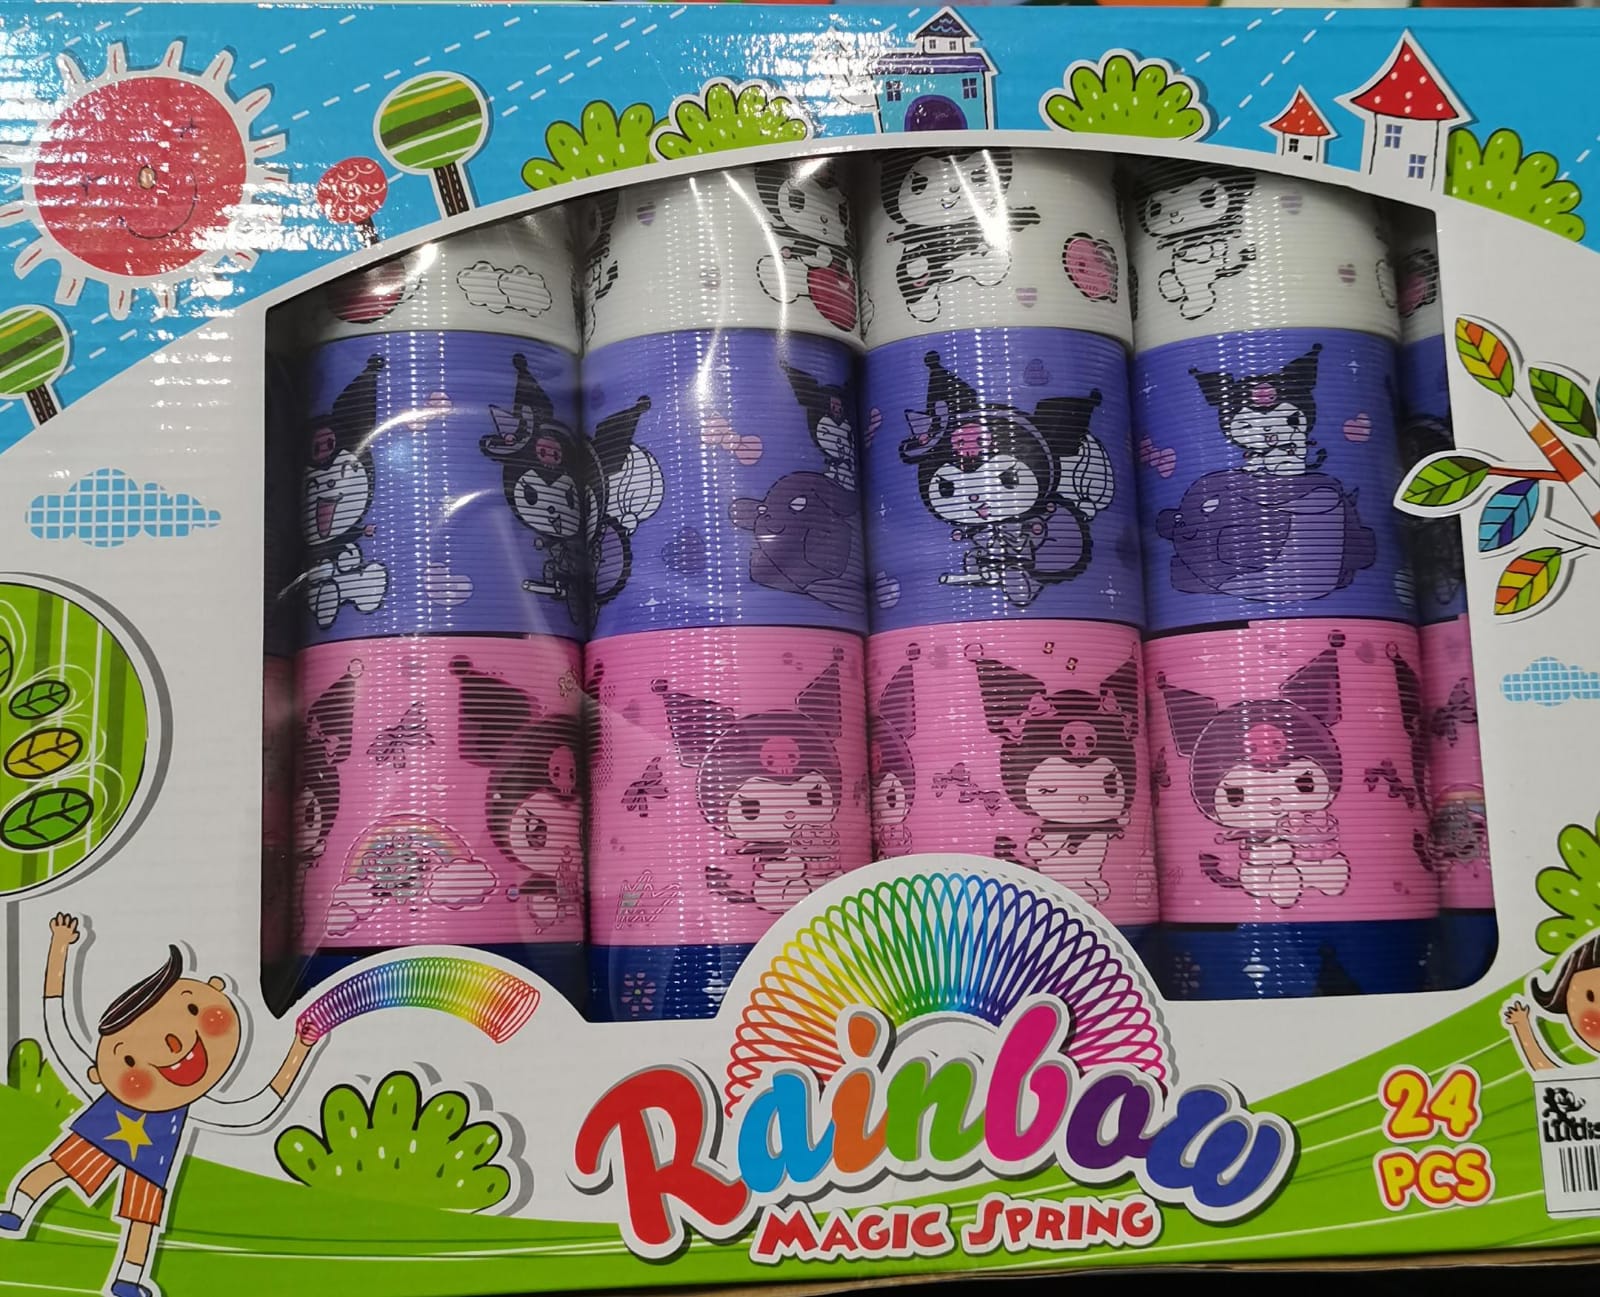 Rainbow
MAGIC SPRING
24
PCS